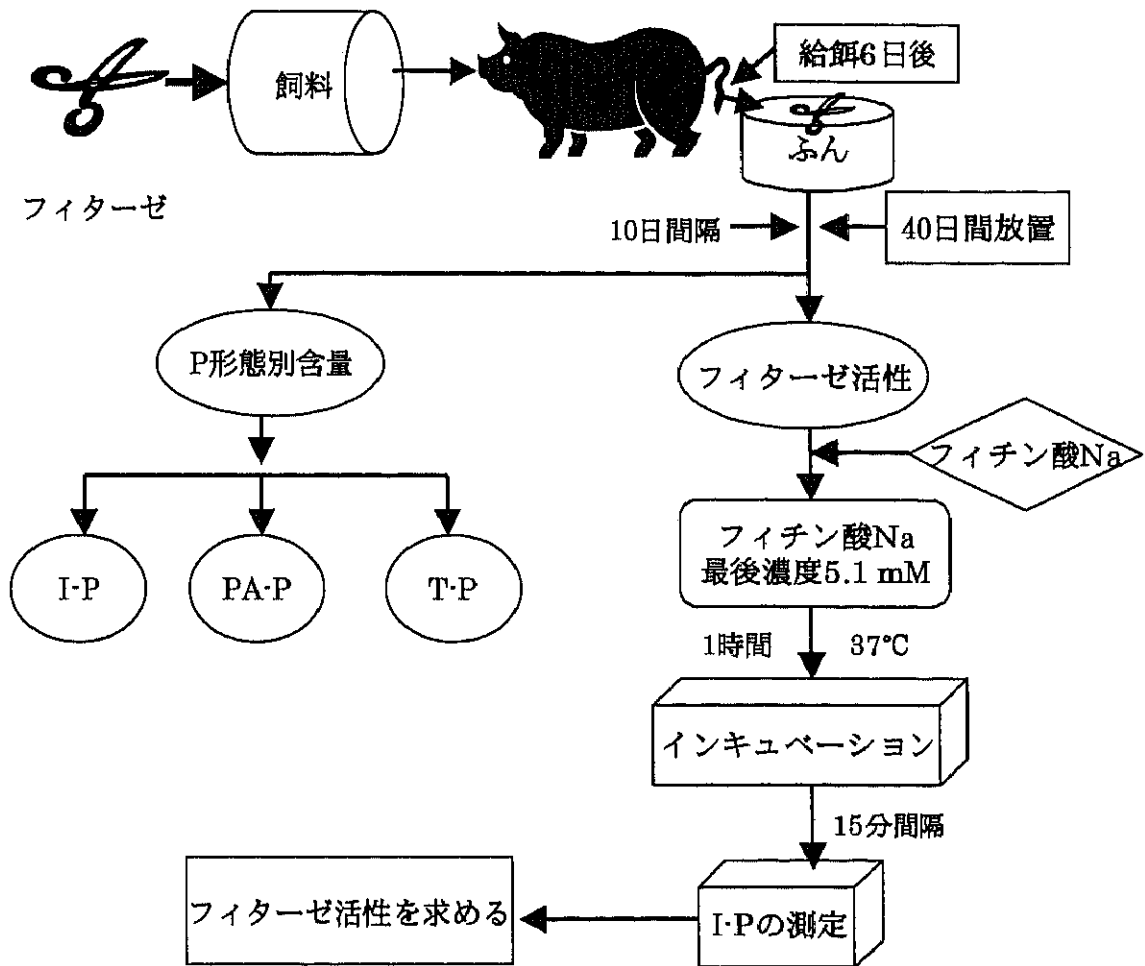 飼料
給餌6日後
ふん
フィターゼ
10日間隔
40日間放置
P形態別含量
フィターゼ活性
フィチン酸Na
I·P
PA·P
T·P
フィチン酸Na
最後濃度5.1 mM
1時間
37℃
インキュベーション
15分間隔
フィターゼ活性を求める
I·Pの測定